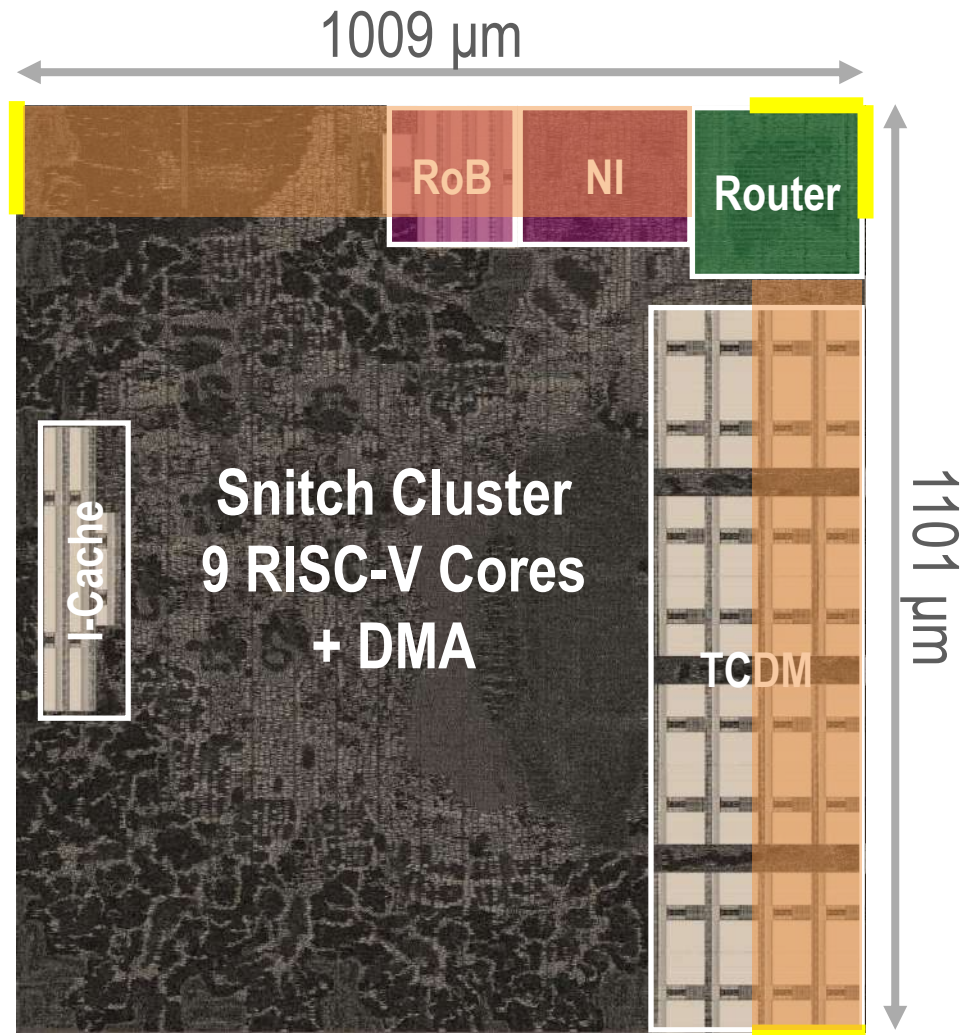 1009 µm
RoB
NI
Router
Snitch Cluster
9 RISC-V Cores
+ DMA
I-Cache
TCDM
1101 µm